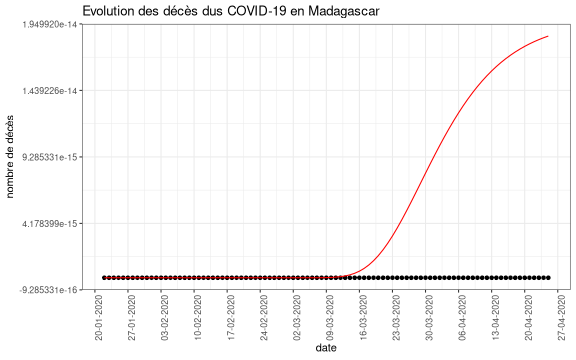 Evolution des décès dus COVID-19 en Madagascar
nombre de décès
1.949920e-14
1.439226e-14
9.285331e-15
4.178399e-15
-9.285331e-16
20-01-2020
27-01-2020
03-02-2020
10-02-2020
17-02-2020
24-02-2020
02-03-2020
09-03-2020
16-03-2020
23-03-2020
30-03-2020
06-04-2020
13-04-2020
20-04-2020
27-04-2020
date